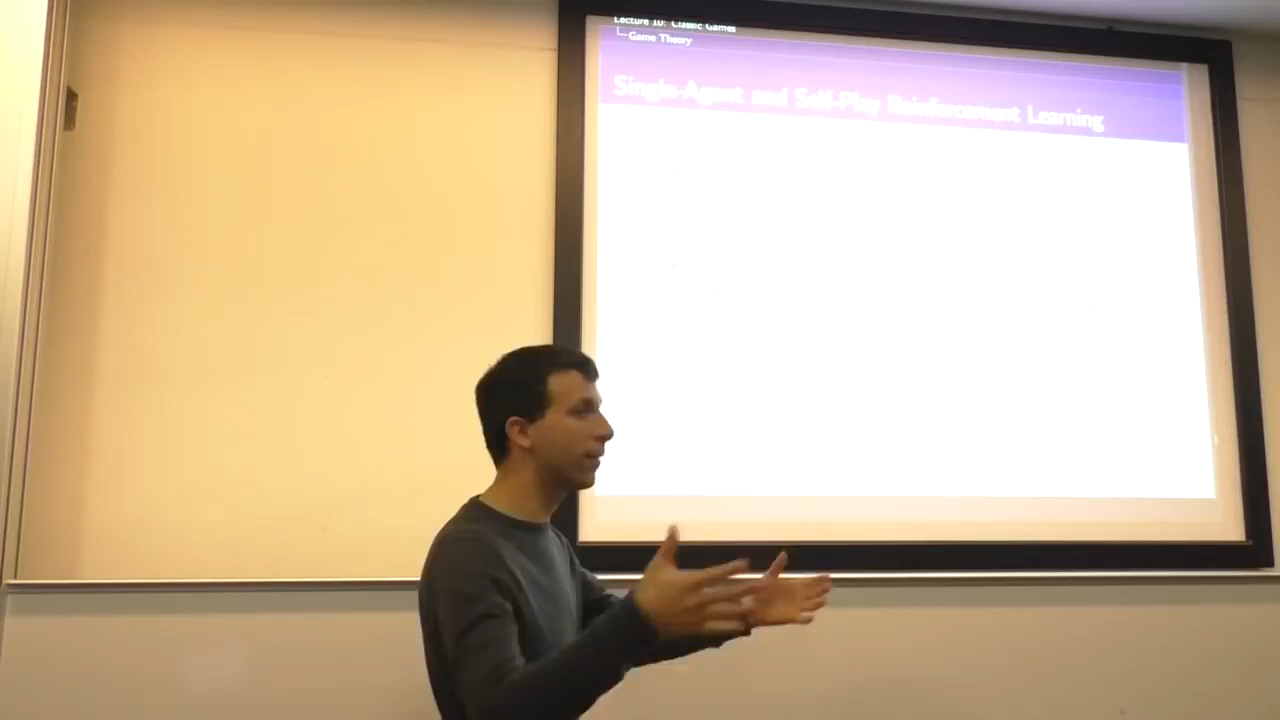 Lecture 10: Classic Games
Game Theory
Single-Agent and Self-Play Reinforcement Learning